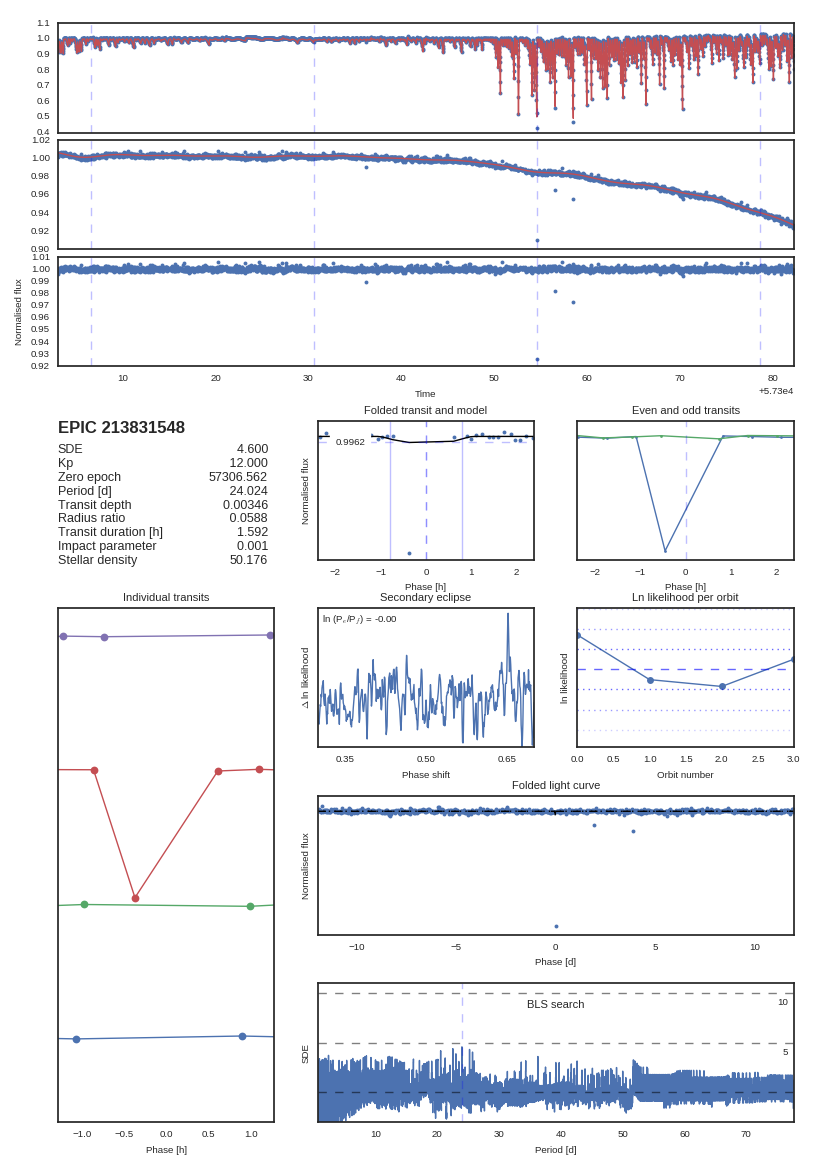 1.1
1.0
0.9
0.8
0.7
0.6
0.5
0.4
1.02
1.00
0.98
0.96
0.94
0.92
0.90
1.01
1.00
0.99
0.98
0.97
0.96
0.95
0.94
0.93
0.92
Normalised flux
10 20 30 40 50 60 70 80
Time
+5.73e4
EPIC 213831548
SDE 4.600
Kp 12.000
Zero epoch 57306.562
Period [d] 24.024
Transit depth 0.00346
Radius ratio 0.0588
Transit duration [h] 1.592
Impact parameter 0.001
Stellar density 50.176
Folded transit and model
0.9962
Normalised flux
−2 −1 0 1 2
Phase [h]
Even and odd transits
−2 −1 0 1 2
Phase [h]
Individual transits
−1.0 −0.5 0.0 0.5 1.0
Phase [h]
Secondary eclipse
ln (Pₑ/P𝑓) = -0.00
Δ ln likelihood
0.35 0.50 0.65
Phase shift
Ln likelihood per orbit
ln likelihood
0.0 0.5 1.0 1.5 2.0 2.5 3.0
Orbit number
Folded light curve
Normalised flux
−10 −5 0 5 10
Phase [d]
BLS search
10
5
SDE
10 20 30 40 50 60 70
Period [d]